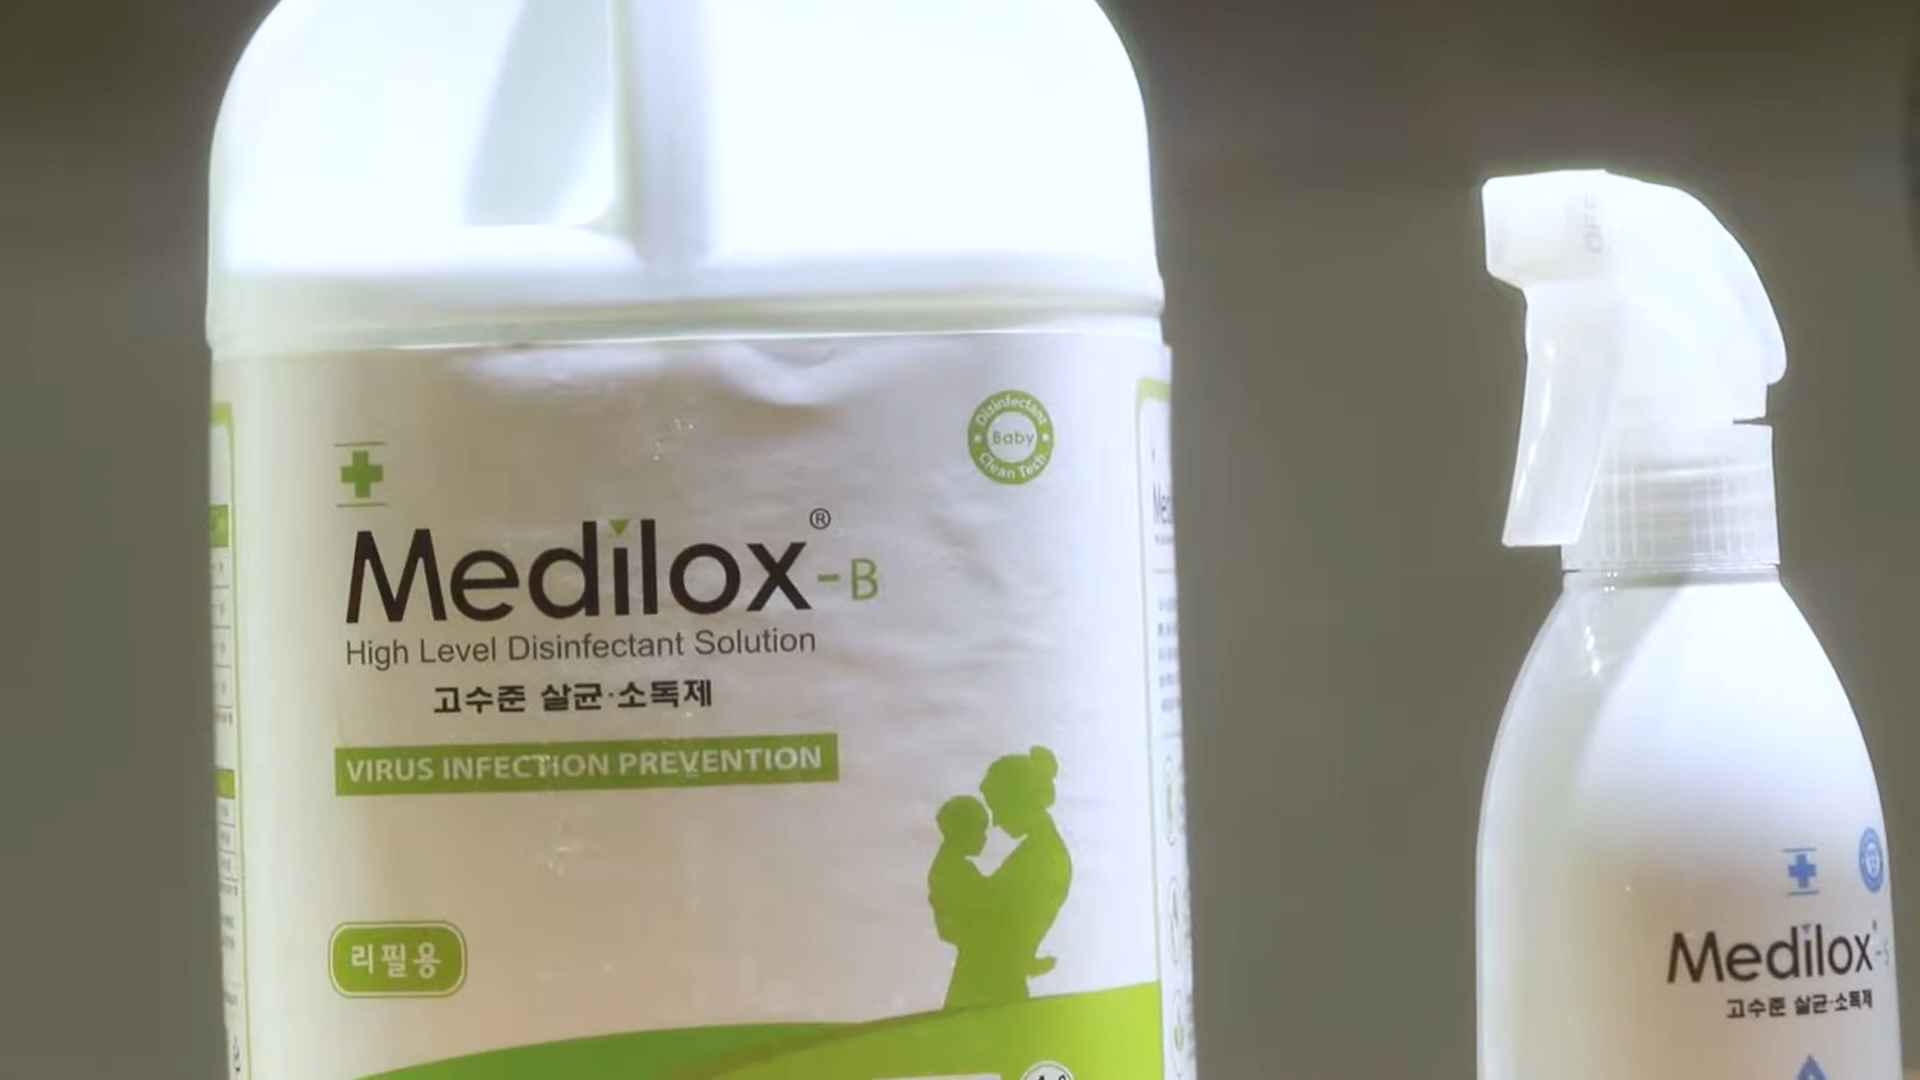 Disinfectant
Baby
Clean Tech
Medilox®-B
High Level Disinfectant Solution
고수준 살균·소독제
VIRUS INFECTION PREVENTION
리필용
Medilox-S
고수준 살균·소독제